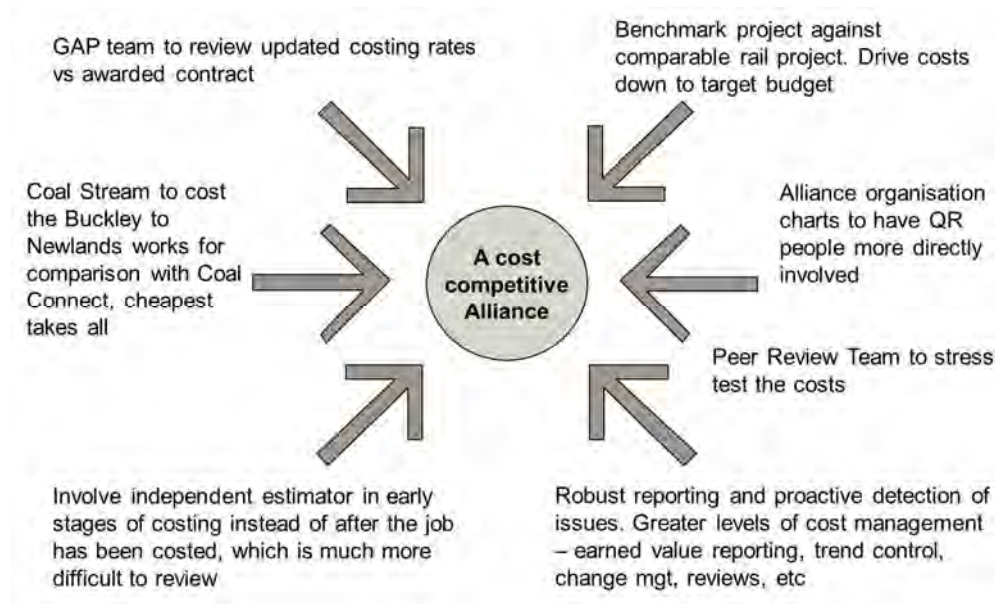 GAP team to review updated costing rates
vs awarded contract
Benchmark project against
comparable rail project. Drive costs
down to target budget
Coal Stream to cost
the Buckley to
Newlands works for
comparison with Coal
Connect, cheapest
takes all
A cost
competitive
Alliance
Alliance organisation
charts to have QR
people more directly
involved
Peer Review Team to stress
test the costs
Involve independent estimator in early
stages of costing instead of after the job
has been costed, which is much more
difficult to review
Robust reporting and proactive detection of
issues. Greater levels of cost management
– earned value reporting, trend control,
change mgt, reviews, etc